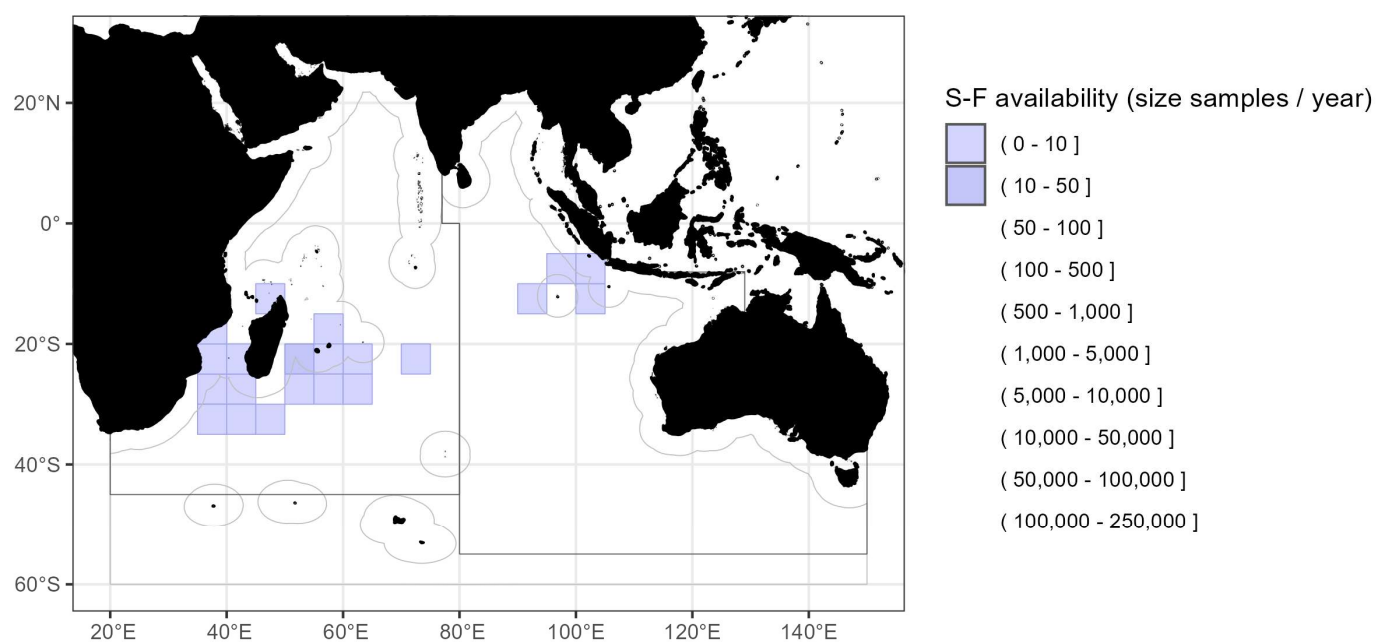 S-F availability (size samples / year)
( 0 - 10 ]
( 10 - 50 ]
( 50 - 100 ]
( 100 - 500 ]
( 500 - 1,000 ]
( 1,000 - 5,000 ]
( 5,000 - 10,000 ]
( 10,000 - 50,000 ]
( 50,000 - 100,000 ]
( 100,000 - 250,000 ]
20°N
0°
20°S
40°S
60°S
20°E 40°E 60°E 80°E 100°E 120°E 140°E